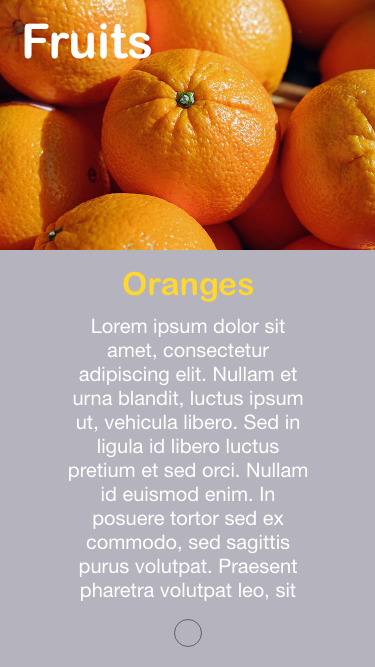 Fruits
Oranges
Lorem ipsum dolor sit
amet, consectetur
adipiscing elit. Nullam et
urna blandit, luctus ipsum
ut, vehicula libero. Sed in
ligula id libero luctus
pretium et sed orci. Nullam
id euismod enim. In
posuere tortor sed ex
commodo, sed sagittis
purus volutpat. Praesent
pharetra volutpat leo, sit